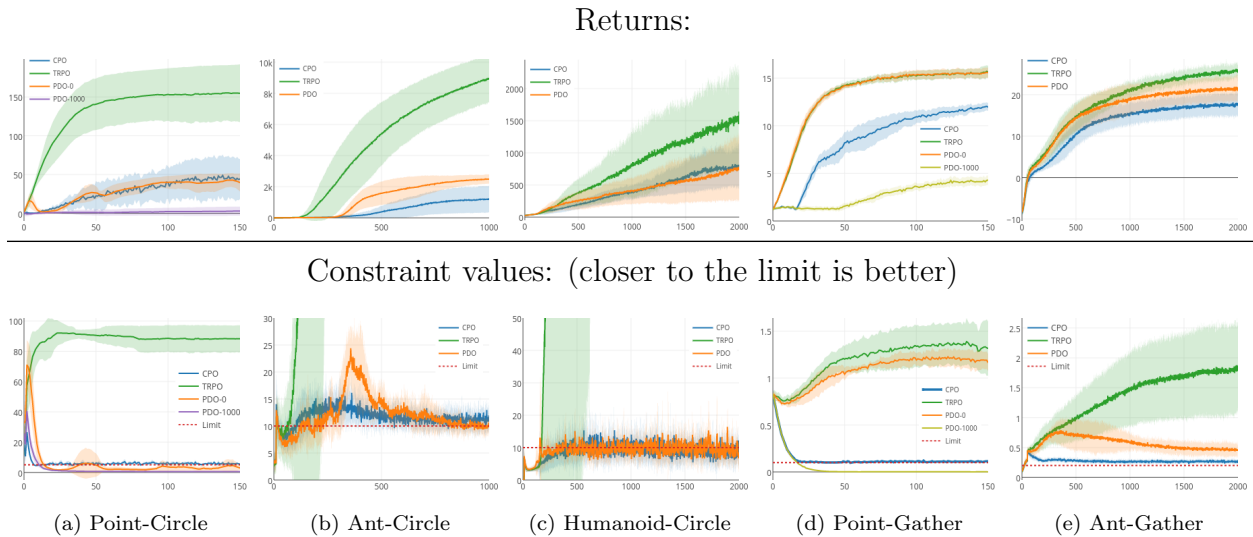 Returns:
CPO
TRPO
PDO-0
PDO-1000
150
100
50
0
0 50 100 150
CPO
TRPO
PDO
10k
8k
6k
4k
2k
0
0 500 1000
CPO
TRPO
PDO
2000
1500
1000
500
0
0 500 1000 1500 2000
CPO
TRPO
PDO-0
PDO-1000
15
10
5
0
0 50 100 150
CPO
TRPO
PDO
20
10
0
−10
0 500 1000 1500 2000
Constraint values: (closer to the limit is better)
CPO
TRPO
PDO-0
PDO-1000
Limit
100
80
60
40
20
0
0 50 100 150
CPO
TRPO
PDO
Limit
30
25
20
15
10
5
0
0 500 1000
CPO
TRPO
PDO
Limit
50
40
30
20
10
0
0 500 1000 1500 2000
CPO
TRPO
PDO-0
PDO-1000
Limit
1.5
1
0.5
0
0 50 100 150
CPO
TRPO
PDO
Limit
2.5
2
1.5
1
0.5
0
0 500 1000 1500 2000
(a) Point-Circle
(b) Ant-Circle
(c) Humanoid-Circle
(d) Point-Gather
(e) Ant-Gather